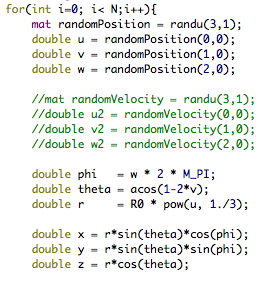 for(int i=0; i< N;i++){
    mat randomPosition = randu(3,1);
    double u = randomPosition(0,0);
    double v = randomPosition(1,0);
    double w = randomPosition(2,0);

    //mat randomVelocity = randu(3,1);
    //double u2 = randomVelocity(0,0);
    //double v2 = randomVelocity(1,0);
    //double w2 = randomVelocity(2,0);

    double phi   = w * 2 * M_PI;
    double theta = acos(1-2*v);
    double r     = R0 * pow(u, 1./3);

    double x = r*sin(theta)*cos(phi);
    double y = r*sin(theta)*sin(phi);
    double z = r*cos(theta);